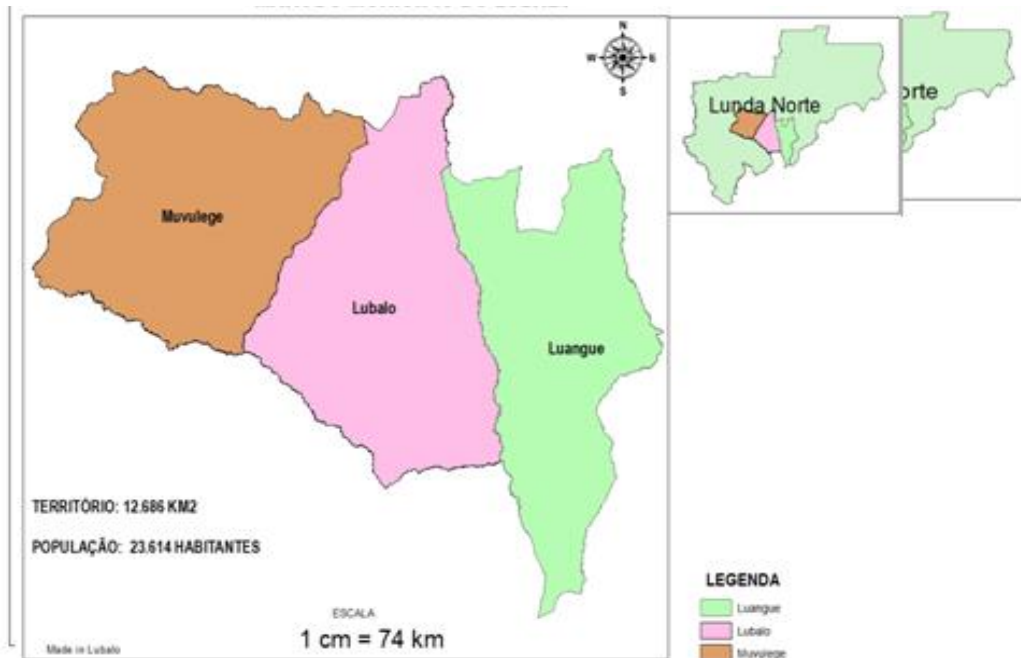 N
W E
S
Lunda Norte
orte
Muvulege
Lubalo
Luangue
TERRITÓRIO: 12.686 KM2
POPULAÇÃO: 23.614 HABITANTES
ESCALA
1 cm = 74 km
Made in Lubalo
LEGENDA
Luangue
Lubalo
Muvulege